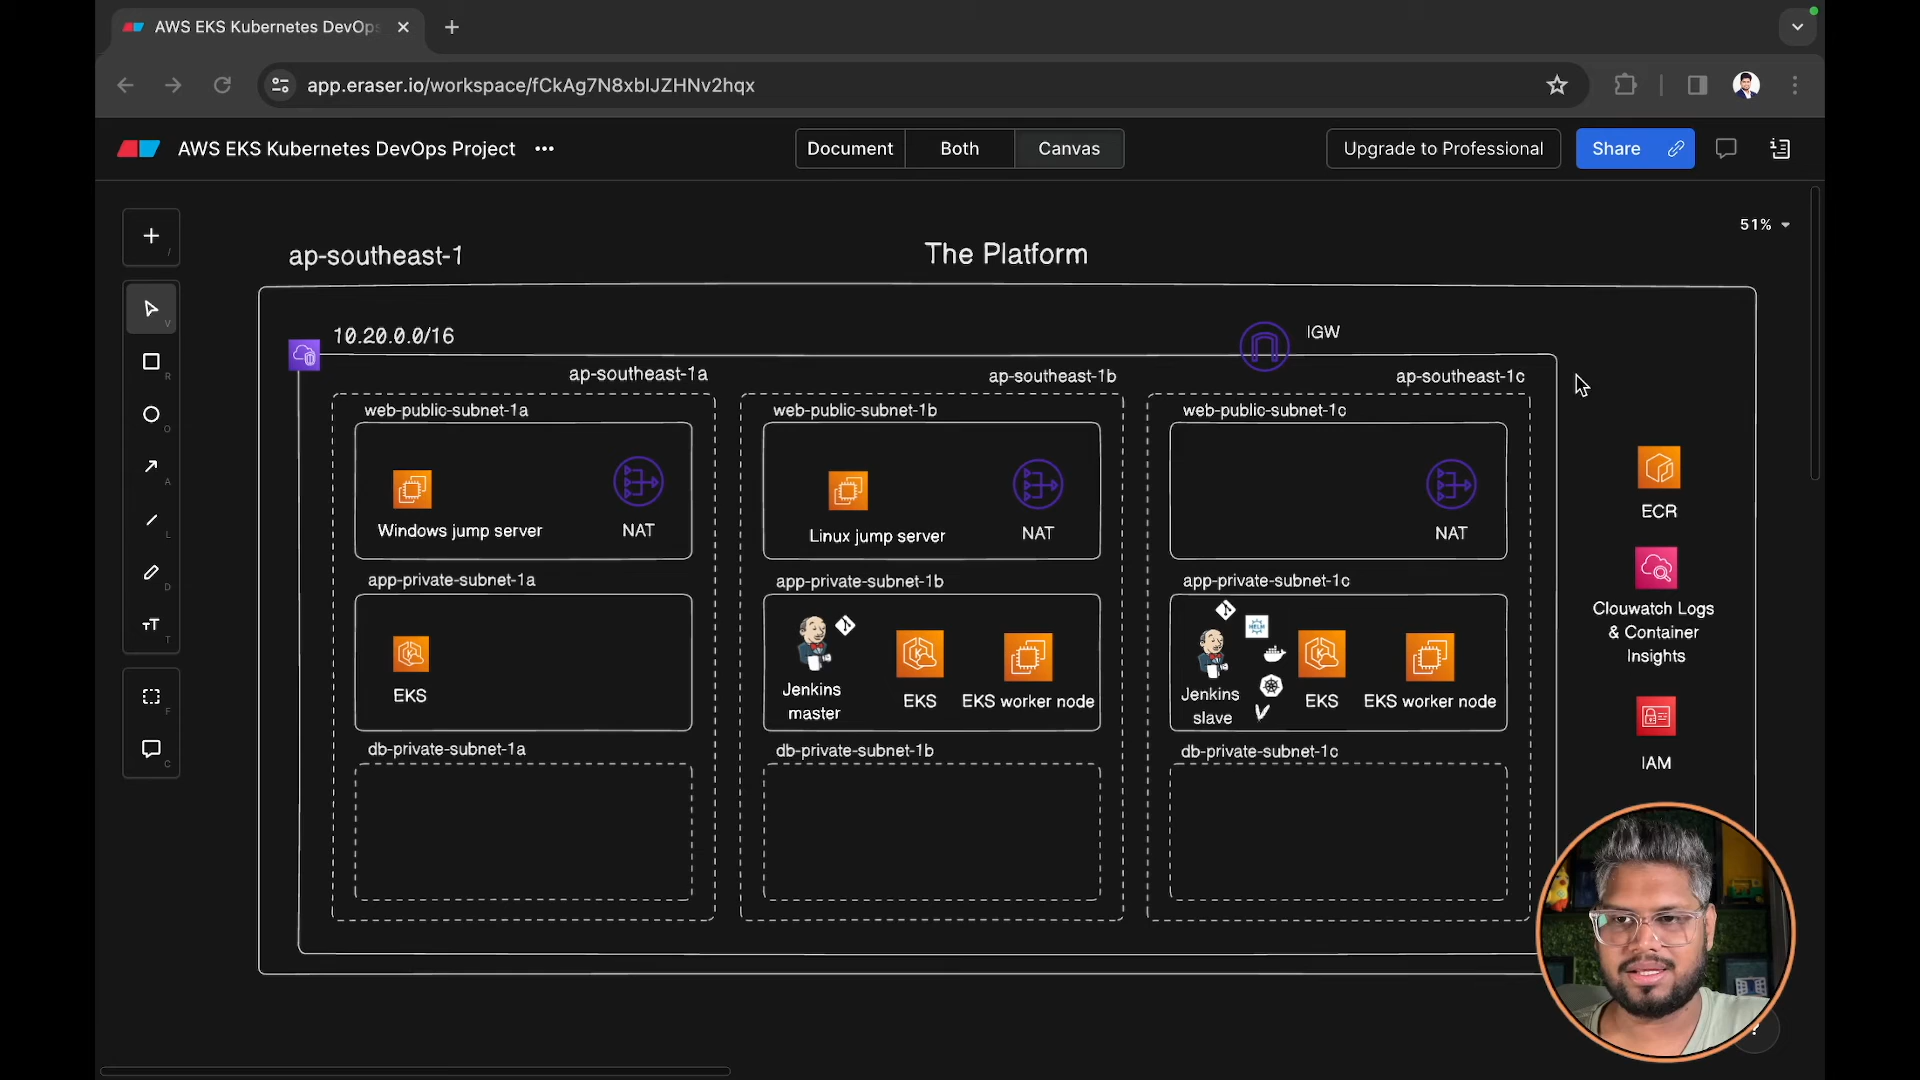 AWS EKS Kubernetes DevOps
app.eraser.io/workspace/fCkAg7N8xbIJZHNv2hqx
AWS EKS Kubernetes DevOps Project
Document
Both
Canvas
Upgrade to Professional
Share
51%
/
V
R
O
A
L
D
T
F
C
ap-southeast-1
The Platform
10.20.0.0/16
IGW
ap-southeast-1a
ap-southeast-1b
ap-southeast-1c
web-public-subnet-1a
web-public-subnet-1b
web-public-subnet-1c
Windows jump server
NAT
Linux jump server
NAT
NAT
ECR
app-private-subnet-1a
app-private-subnet-1b
app-private-subnet-1c
Clouwatch Logs
& Container
Insights
HELM
EKS
Jenkins
master
EKS
EKS worker node
Jenkins
slave
EKS
EKS worker node
db-private-subnet-1a
db-private-subnet-1b
db-private-subnet-1c
IAM
?